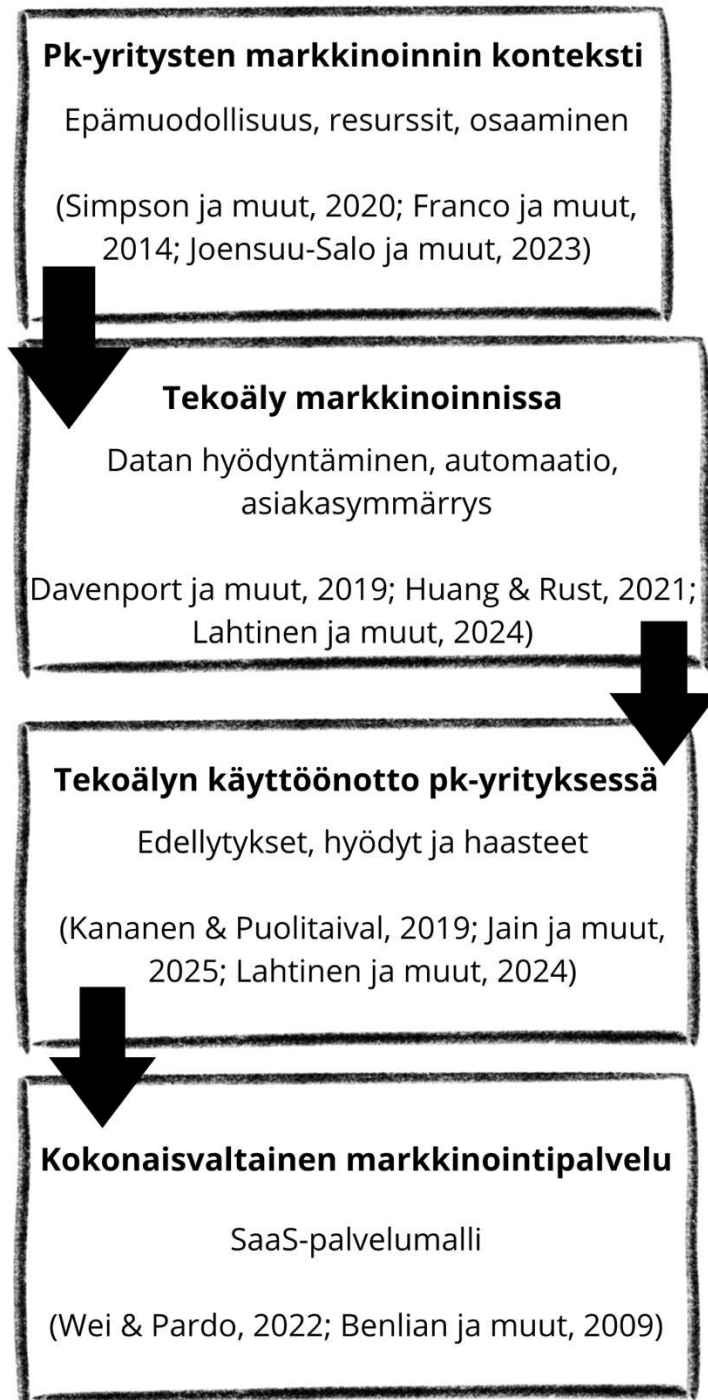 Pk-yritysten markkinoinnin konteksti
Epämuodollisuus, resurssit, osaaminen
(Simpson ja muut, 2020; Franco ja muut,
2014; Joensuu-Salo ja muut, 2023)
Tekoäly markkinoinnissa
Datan hyödyntäminen, automaatio,
asiakasymmärrys
(Davenport ja muut, 2019; Huang & Rust, 2021;
Lahtinen ja muut, 2024)
Tekoälyn käyttöönotto pk-yrityksessä
Edellytykset, hyödyt ja haasteet
(Kananen & Puolitaival, 2019; Jain ja muut,
2025; Lahtinen ja muut, 2024)
Kokonaisvaltainen markkinointipalvelu
SaaS-palvelumalli
(Wei & Pardo, 2022; Benlian ja muut, 2009)